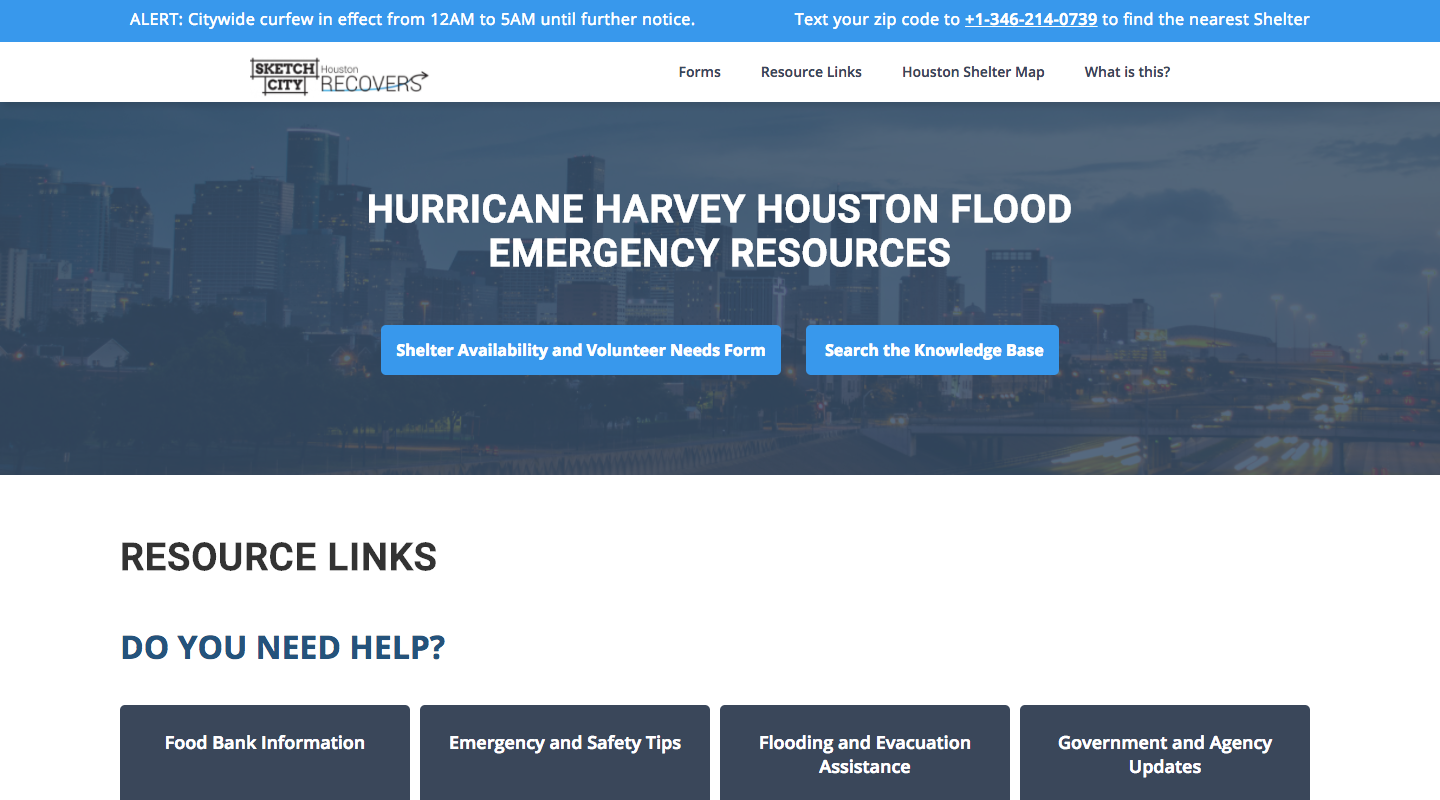 ALERT: Citywide curfew in effect from 12AM to 5AM until further notice.
Text your zip code to +1-346-214-0739 to find the nearest Shelter
SKETCH
CITY
Houston
RECOVERS
Forms
Resource Links
Houston Shelter Map
What is this?
HURRICANE HARVEY HOUSTON FLOOD
EMERGENCY RESOURCES
Shelter Availability and Volunteer Needs Form
Search the Knowledge Base
RESOURCE LINKS
DO YOU NEED HELP?
Food Bank Information
Emergency and Safety Tips
Flooding and Evacuation
Assistance
Government and Agency
Updates